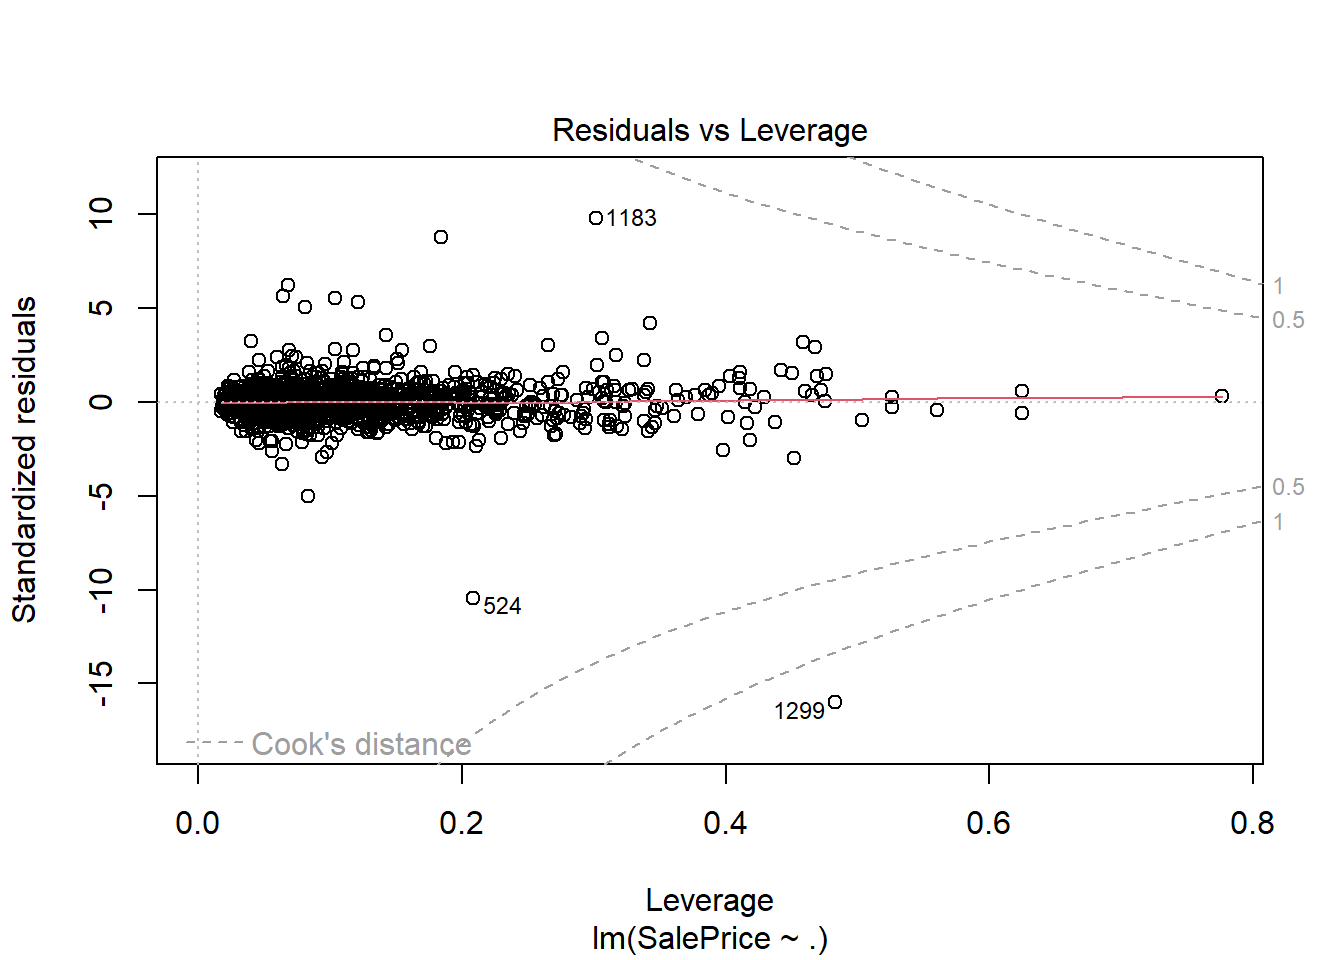 Residuals vs Leverage
Standardized residuals
10
5
0
-5
-10
-15
1183
524
1299
1
0.5
0.5
1
Cook's distance
0.0 0.2 0.4 0.6 0.8
Leverage
lm(SalePrice ~ .)